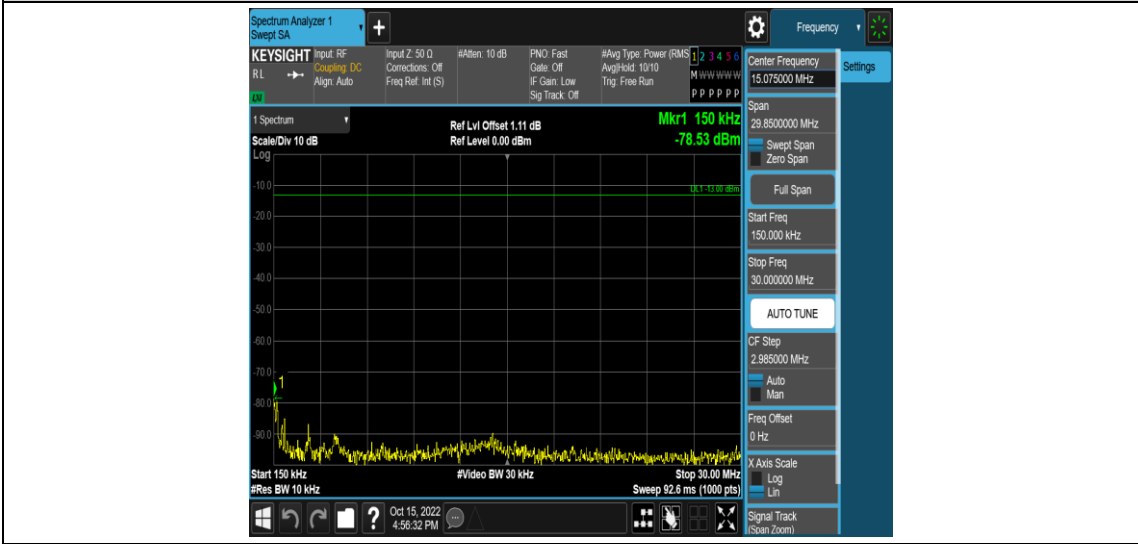 Spectrum Analyzer 1
Swept SA
+
Frequency
KEYSIGHT
RL
LXI
Input: RF
Coupling: DC
Align: Auto
Input Z: 50 Ω
Corrections: Off
Freq Ref: Int (S)
#Atten: 10 dB
PNO: Fast
Gate: Off
IF Gain: Low
Sig Track: Off
#Avg Type: Power (RMS
Avg|Hold: 10/10
Trig: Free Run
1 2 3 4 5 6
M W W W W W
P P P P P P
1 Spectrum
Scale/Div 10 dB
Log
Ref Lvl Offset 1.11 dB
Ref Level 0.00 dBm
Mkr1 150 kHz
-78.53 dBm
DL1 -13.00 dBm
-10.0
-20.0
-30.0
-40.0
-50.0
-60.0
-70.0
1
-80.0
-90.0
Start 150 kHz
#Res BW 10 kHz
#Video BW 30 kHz
Stop 30.00 MHz
Sweep 92.6 ms (1000 pts)
?
Oct 15, 2022
4:56:32 PM
Center Frequency
15.075000 MHz
Settings
Span
29.8500000 MHz
Swept Span
Zero Span
Full Span
Start Freq
150.000 kHz
Stop Freq
30.000000 MHz
AUTO TUNE
CF Step
2.985000 MHz
Auto
Man
Freq Offset
0 Hz
X Axis Scale
Log
Lin
Signal Track
(Span Zoom)